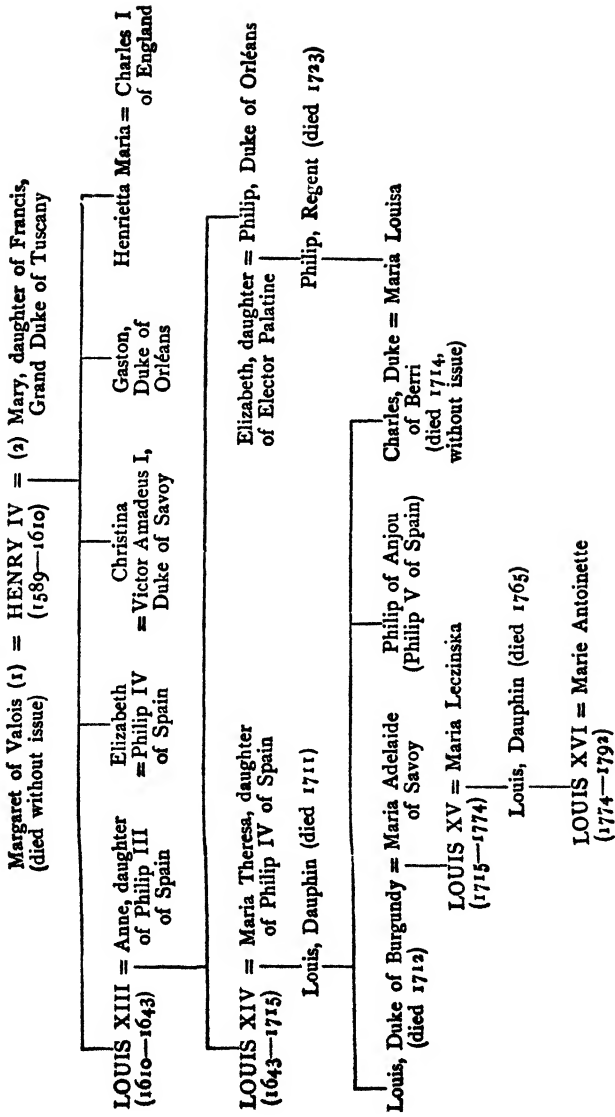 Margaret of Valois (1) = HENRY IV = (2) Mary, daughter of Francis,
(died without issue) (1589—1610) Grand Duke of Tuscany
LOUIS XIII = Anne, daughter
(1610—1643) of Philip III
of Spain
Elizabeth
= Philip IV
of Spain
Christina
= Victor Amadeus I,
Duke of Savoy
Gaston,
Duke of
Orléans
Henrietta Maria = Charles I
of England
LOUIS XIV = Maria Theresa, daughter
(1643—1715) of Philip IV of Spain
Elizabeth, daughter = Philip, Duke of Orléans
of Elector Palatine
Louis, Dauphin (died 1711)
Philip, Regent (died 1723)
Louis, Duke of Burgundy = Maria Adelaide
(died 1712) of Savoy
Philip of Anjou
(Philip V of Spain)
Charles, Duke = Maria Louisa
of Berri
(died 1714,
without issue)
LOUIS XV = Maria Leczinska
(1715—1774)
Louis, Dauphin (died 1765)
LOUIS XVI = Marie Antoinette
(1774—1792)